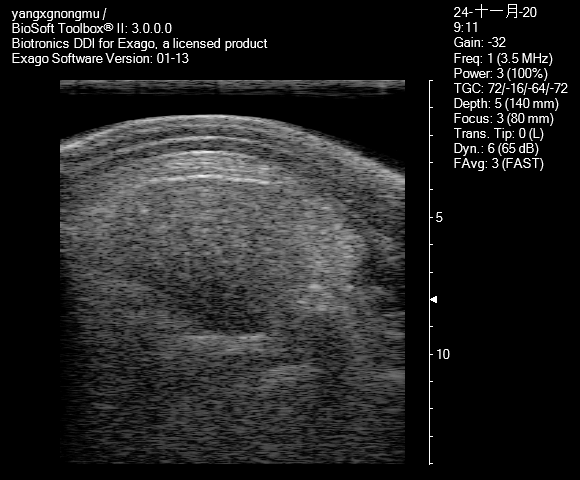 yangxgnongmu /
BioSoft Toolbox® II: 3.0.0.0
Biotronics DDI for Exago, a licensed product
Exago Software Version: 01-13
24-十一月-20
9:11
Gain: -32
Freq: 1 (3.5 MHz)
Power: 3 (100%)
TGC: 72/-16/-64/-72
Depth: 5 (140 mm)
Focus: 3 (80 mm)
Trans. Tip: 0 (L)
Dyn.: 6 (65 dB)
FAvg: 3 (FAST)
5
10